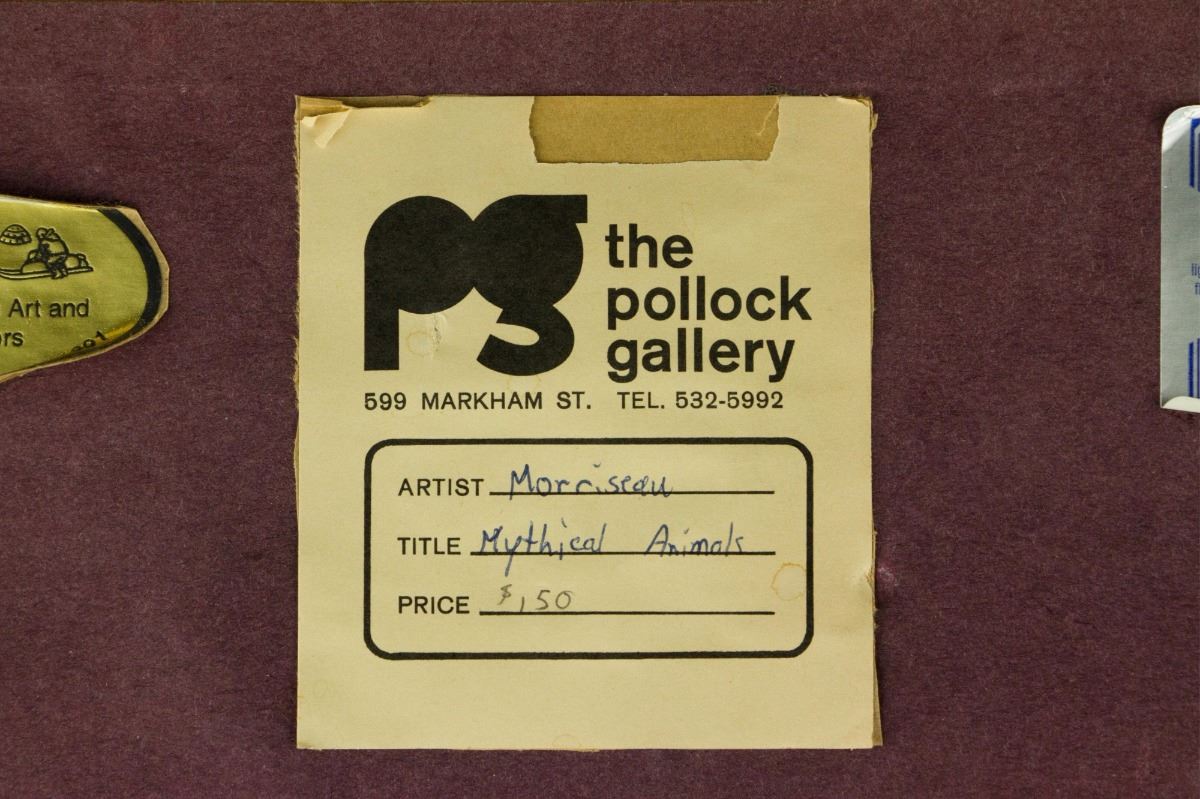 pg
the
pollock
gallery
599 MARKHAM ST. TEL. 532-5992
ARTIST Morriseau
TITLE Mythical Animals
PRICE $150
Art and